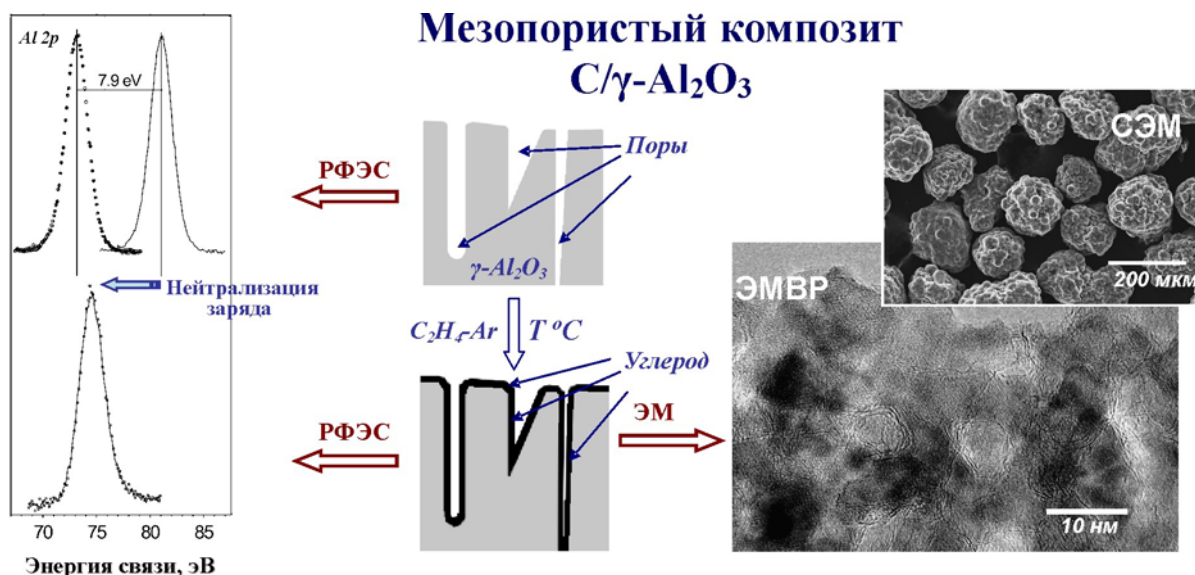 Мезопористый композит
C/γ-Al₂O₃
Al 2p
7.9 eV
РФЭС
Поры
γ-Al₂O₃
Нейтрализация
заряда
C₂H₄-Ar
T °C
Углерод
РФЭС
ЭМ
СЭМ
200 мкм
ЭМВР
10 нм
70 75 80 85
Энергия связи, эВ